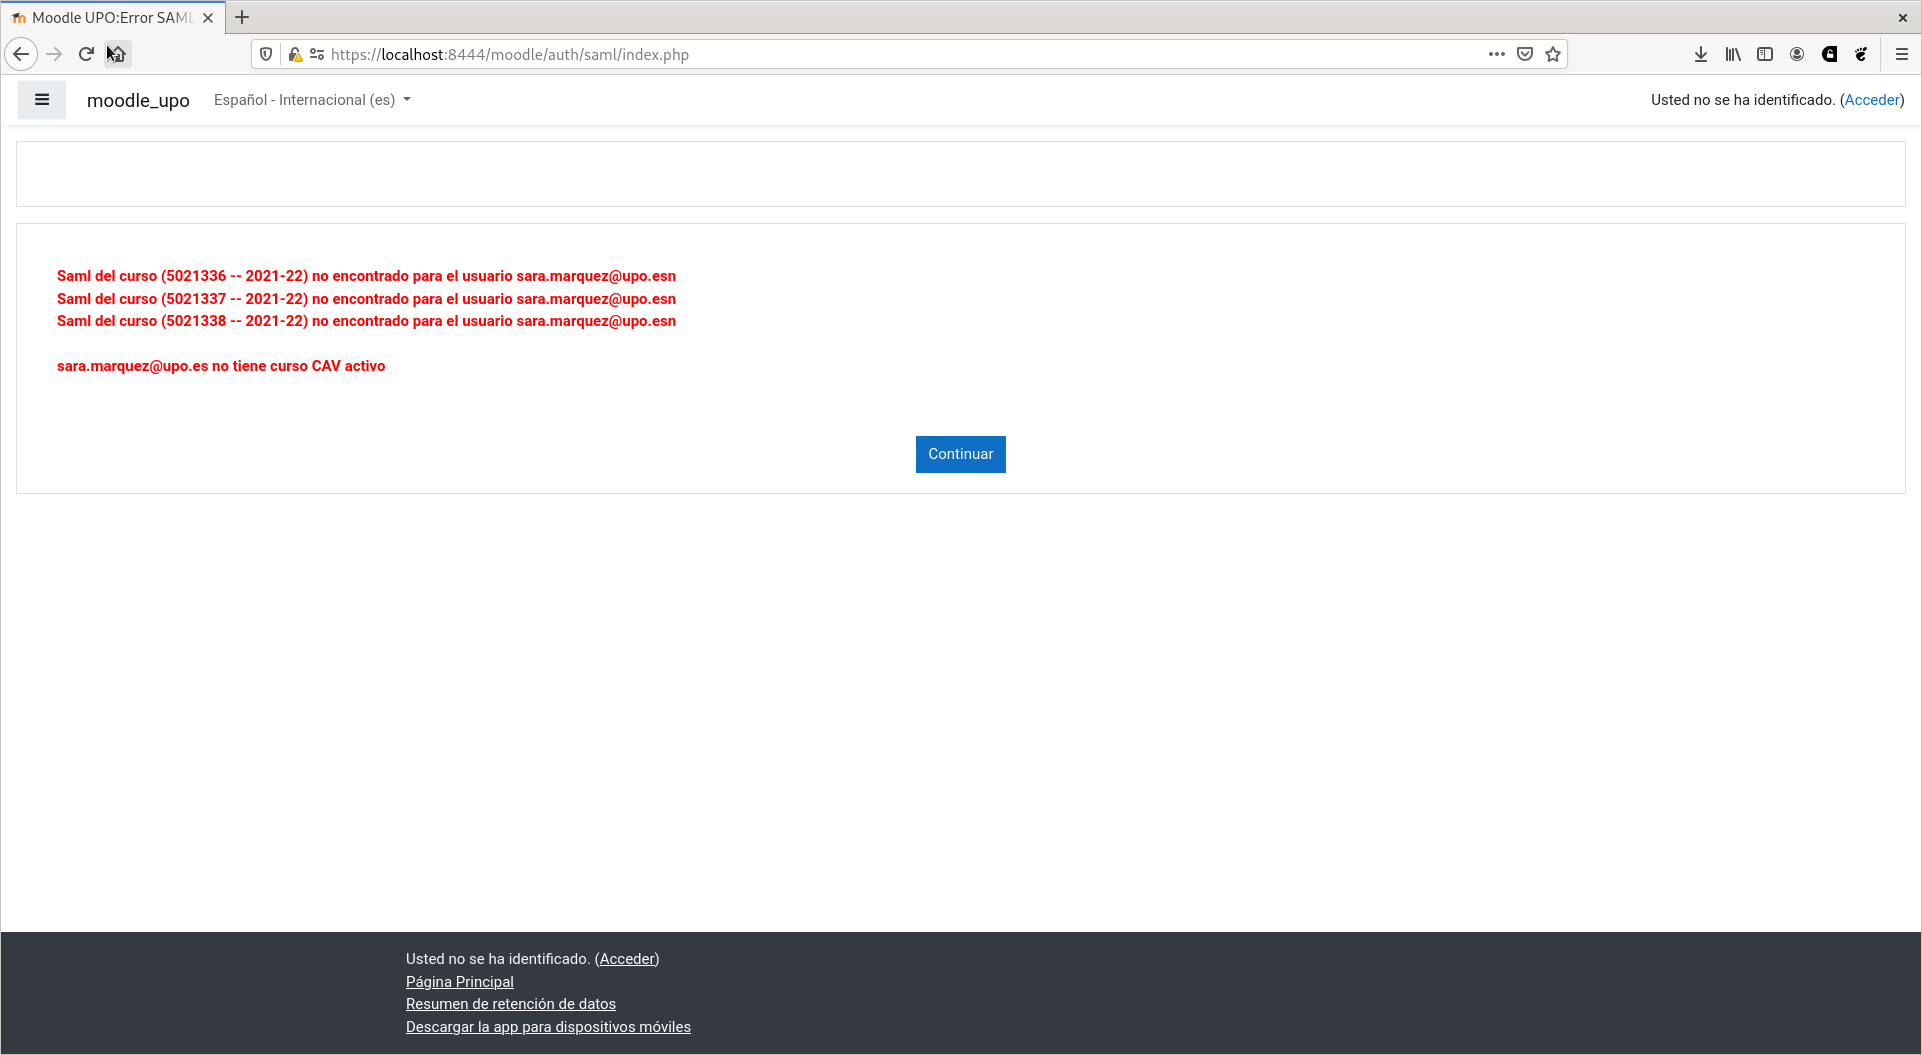 Moodle UPO:Error SAML
https://localhost:8444/moodle/auth/saml/index.php
moodle_upo Español - Internacional (es) Usted no se ha identificado. (Acceder)
Saml del curso (5021336 -- 2021-22) no encontrado para el usuario sara.marquez@upo.esn
Saml del curso (5021337 -- 2021-22) no encontrado para el usuario sara.marquez@upo.esn
Saml del curso (5021338 -- 2021-22) no encontrado para el usuario sara.marquez@upo.esn
sara.marquez@upo.es no tiene curso CAV activo
Continuar
Usted no se ha identificado. (Acceder)
Página Principal
Resumen de retención de datos
Descargar la app para dispositivos móviles